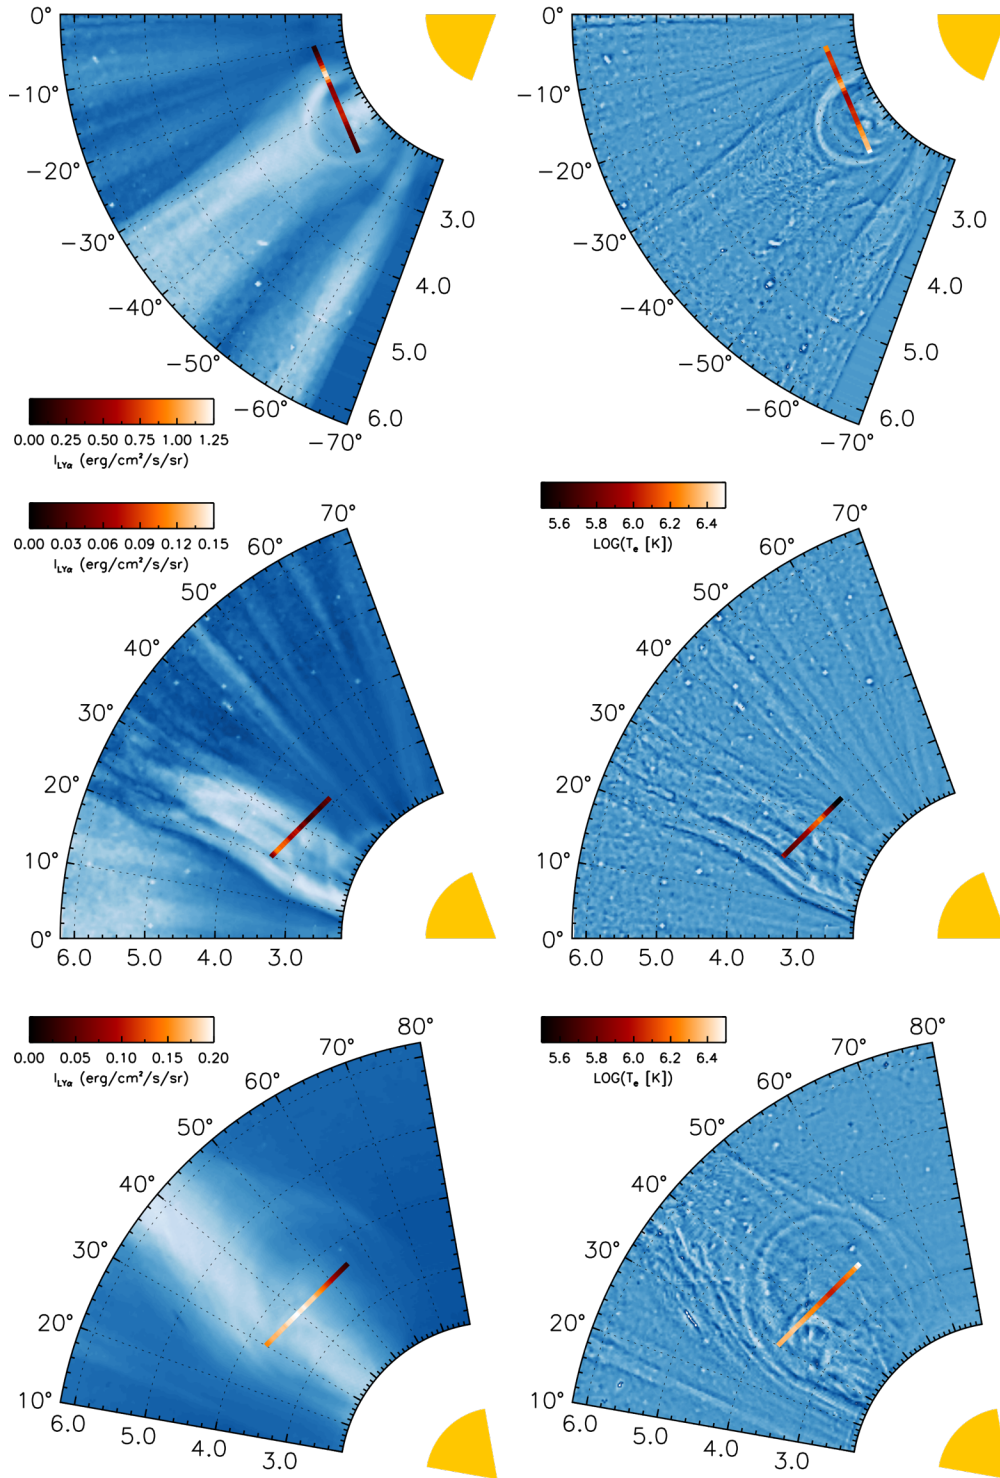 0° 0°
−10° −10°
−20° −20°
3.0 3.0
−30° −30°
4.0 4.0
−40° −40°
5.0 5.0
−50° −50°
−60° 6.0 −60° 6.0
−70° −70°
0.00 0.25 0.50 0.75 1.00 1.25
I_LYα (erg/cm²/s/sr)
0.00 0.03 0.06 0.09 0.12 0.15
I_LYα (erg/cm²/s/sr)
5.6 5.8 6.0 6.2 6.4
LOG(T_e [K])
70° 70°
60° 60°
50° 50°
40° 40°
30° 30°
20° 20°
10° 10°
0° 0°
6.0 5.0 4.0 3.0 6.0 5.0 4.0 3.0
0.00 0.05 0.10 0.15 0.20
I_LYα (erg/cm²/s/sr)
5.6 5.8 6.0 6.2 6.4
LOG(T_e [K])
80° 80°
70° 70°
60° 60°
50° 50°
40° 40°
30° 30°
20° 20°
10° 10°
6.0 5.0 4.0 3.0 6.0 5.0 4.0 3.0